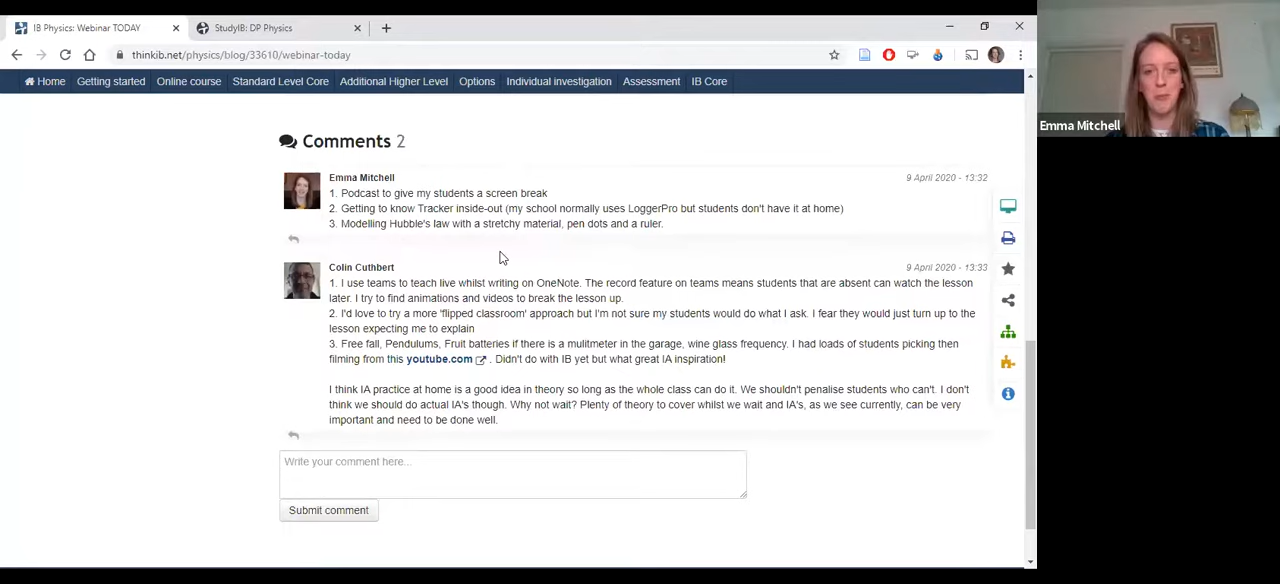 IB Physics: Webinar TODAY
StudyIB: DP Physics
thinkib.net/physics/blog/33610/webinar-today
Home Getting started Online course Standard Level Core Additional Higher Level Options Individual investigation Assessment IB Core
Emma Mitchell
Comments 2
Emma Mitchell 9 April 2020 - 13:32
1. Podcast to give my students a screen break
2. Getting to know Tracker inside-out (my school normally uses LoggerPro but students don't have it at home)
3. Modelling Hubble's law with a stretchy material, pen dots and a ruler.
Colin Cuthbert 9 April 2020 - 13:33
1. I use teams to teach live whilst writing on OneNote. The record feature on teams means students that are absent can watch the lesson
later. I try to find animations and videos to break the lesson up.
2. I'd love to try a more 'flipped classroom' approach but I'm not sure my students would do what I ask. I fear they would just turn up to the
lesson expecting me to explain
3. Free fall, Pendulums, Fruit batteries if there is a mulitmeter in the garage, wine glass frequency. I had loads of students picking then
filming from this youtube.com . Didn't do with IB yet but what great IA inspiration!
I think IA practice at home is a good idea in theory so long as the whole class can do it. We shouldn't penalise students who can't. I don't
think we should do actual IA's though. Why not wait? Plenty of theory to cover whilst we wait and IA's, as we see currently, can be very
important and need to be done well.
Write your comment here...
Submit comment